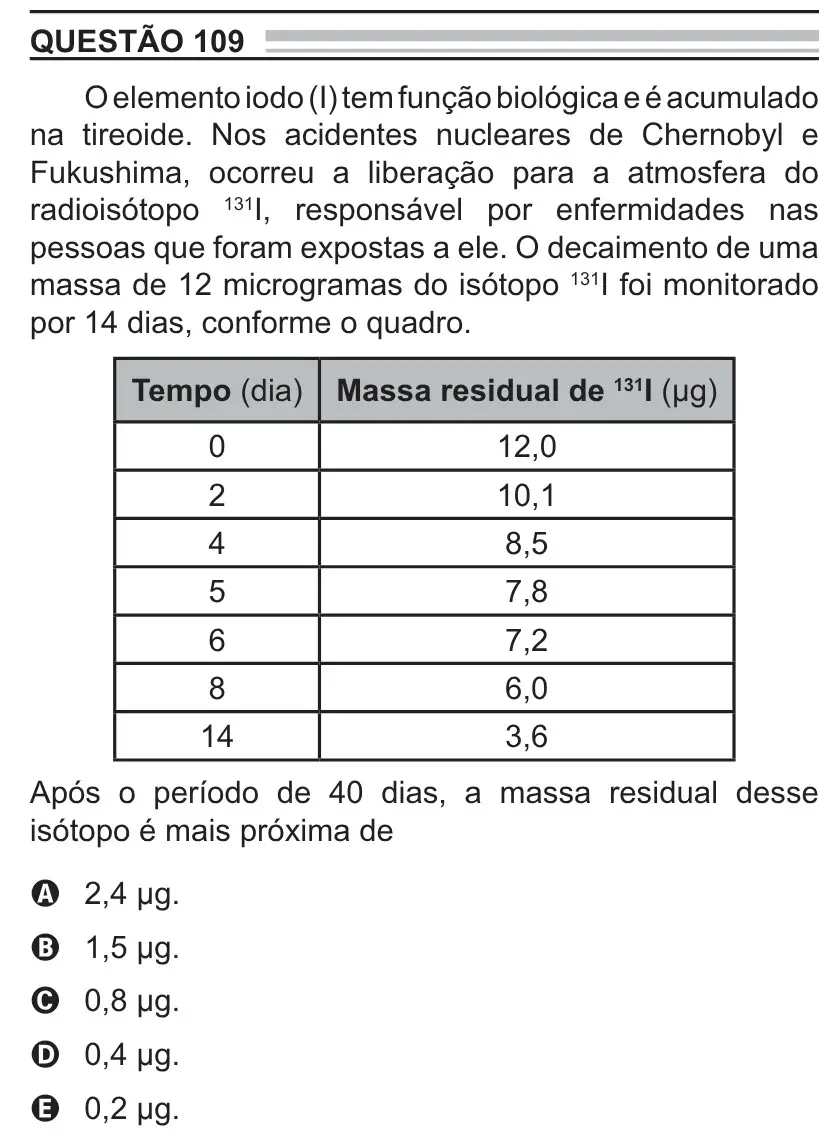 QUESTÃO 109
O elemento iodo (I) tem função biológica e é acumulado
na tireoide. Nos acidentes nucleares de Chernobyl e
Fukushima, ocorreu a liberação para a atmosfera do
radioisótopo ¹³¹I, responsável por enfermidades nas
pessoas que foram expostas a ele. O decaimento de uma
massa de 12 microgramas do isótopo ¹³¹I foi monitorado
por 14 dias, conforme o quadro.
Tempo (dia) Massa residual de ¹³¹I (µg)
0 12,0
2 10,1
4 8,5
5 7,8
6 7,2
8 6,0
14 3,6
Após o período de 40 dias, a massa residual desse
isótopo é mais próxima de
A 2,4 µg.
B 1,5 µg.
C 0,8 µg.
D 0,4 µg.
E 0,2 µg.